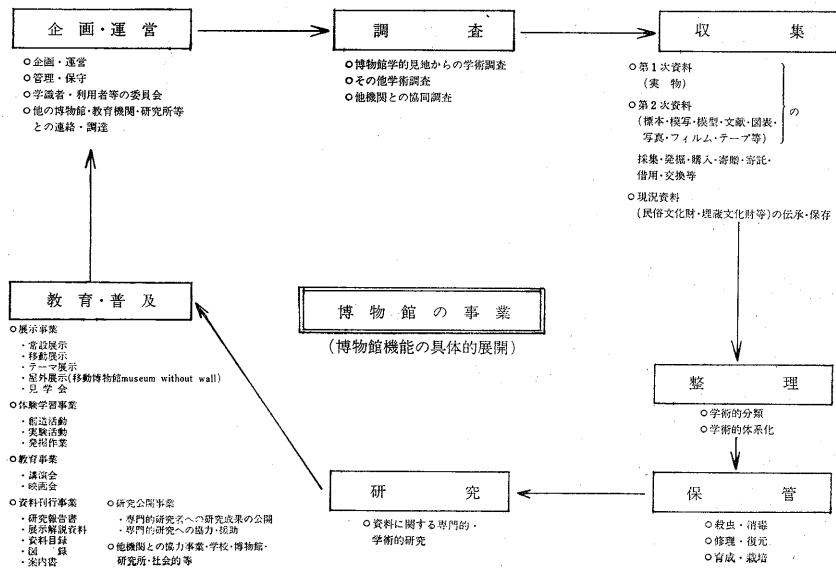 企画・運営
○企画・運営
○管理・保守
○学識者・利用者等の委員会
○他の博物館・教育機関・研究所等
との連絡・調達
調査
○博物館学的見地からの学術調査
○その他学術調査
○他機関との協同調査
収集
○第1次資料
(実物)
○第2次資料
(標本・模写・模型・文献・図表・
写真・フィルム・テープ等)
の
採集・発掘・購入・寄贈・寄託・
借用・交換等
○現況資料
(民俗文化財・埋蔵文化財等)の伝承・保存
博物館の事業
(博物館機能の具体的展開)
整理
○学術的分類
○学術的体系化
保管
○殺虫・消毒
○修理・復元
○育成・栽培
研究
○資料に関する専門的・
学術的研究
教育・普及
○展示事業
・常設展示
・移動展示
・テーマ展示
・屋外展示(移動博物館museum without wall)
・見学会
○体験学習事業
・創造活動
・実験活動
・発掘作業
○教育事業
・講演会
・映画会
○資料刊行事業
・研究報告書
・展示解説資料
・資料目録
・図録
・案内書
○研究公開事業
・専門的研究者への研究成果の公開
・専門的研究への協力・援助
○他機関との協力事業・学校・博物館・
研究所・社会的等